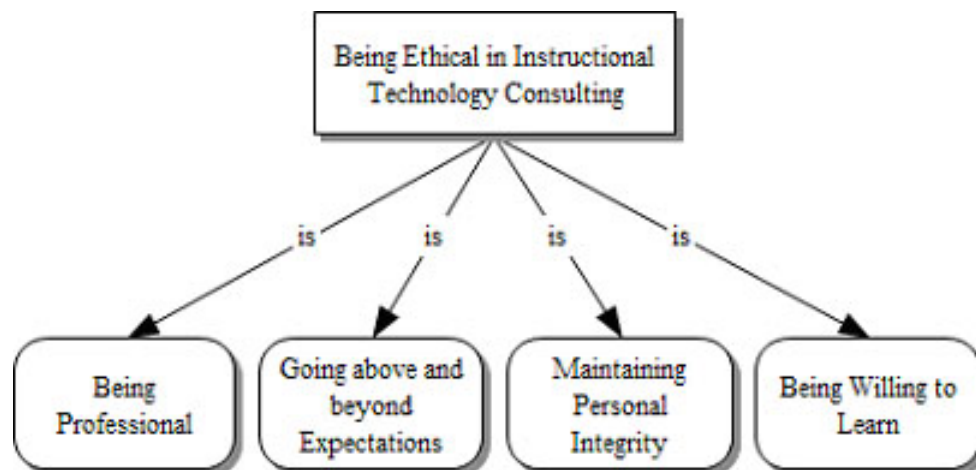 Being Ethical in Instructional
Technology Consulting
is
is
is
is
Being
Professional
Going above and
beyond
Expectations
Maintaining
Personal
Integrity
Being Willing to
Learn